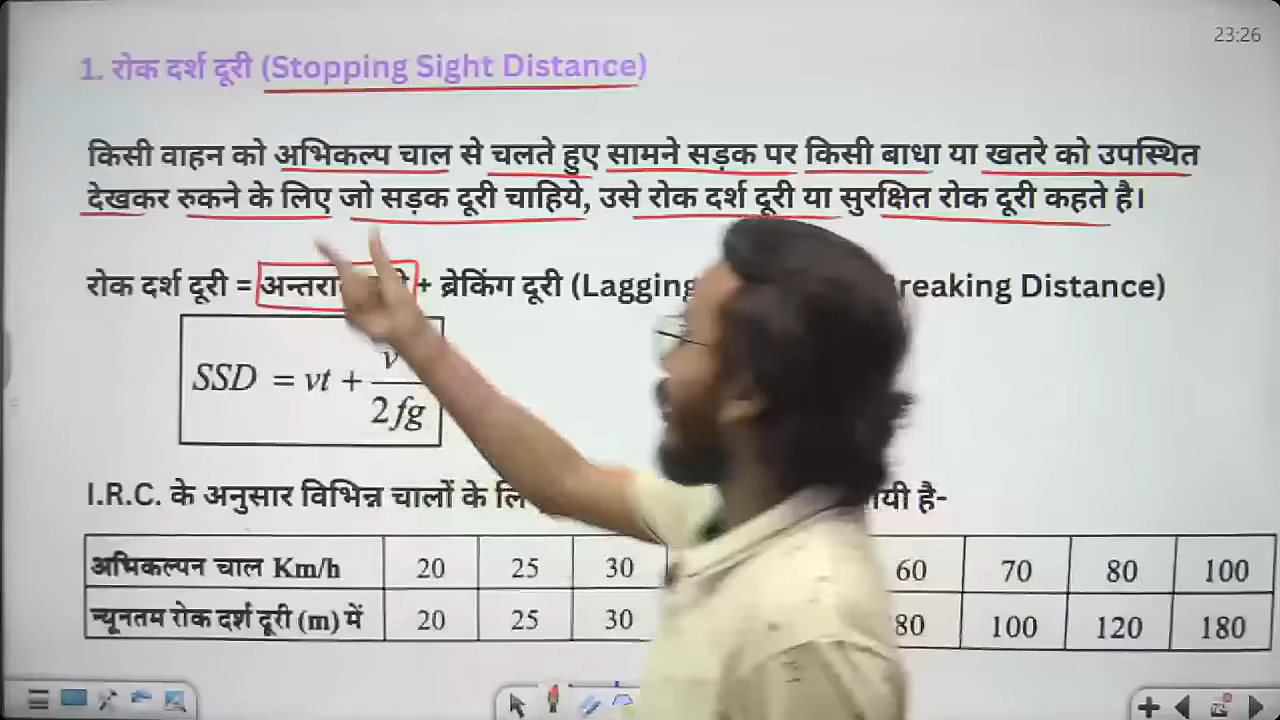 23:26
1. रोक दर्श दूरी (Stopping Sight Distance)
किसी वाहन को अभिकल्प चाल से चलते हुए सामने सड़क पर किसी बाधा या खतरे को उपस्थित
देखकर रुकने के लिए जो सड़क दूरी चाहिये, उसे रोक दर्श दूरी या सुरक्षित रोक दूरी कहते है।
रोक दर्श दूरी = + ब्रेकिंग दूरी (Lagging Distance)
SSD = vt + v / 2fg
I.R.C. के अनुसार विभिन्न चालों के है-
अभिकल्पन चाल Km/h 20 25 30 60 70 80 100
न्यूनतम रोक दर्श दूरी (m) में 20 25 30 80 100 120 180